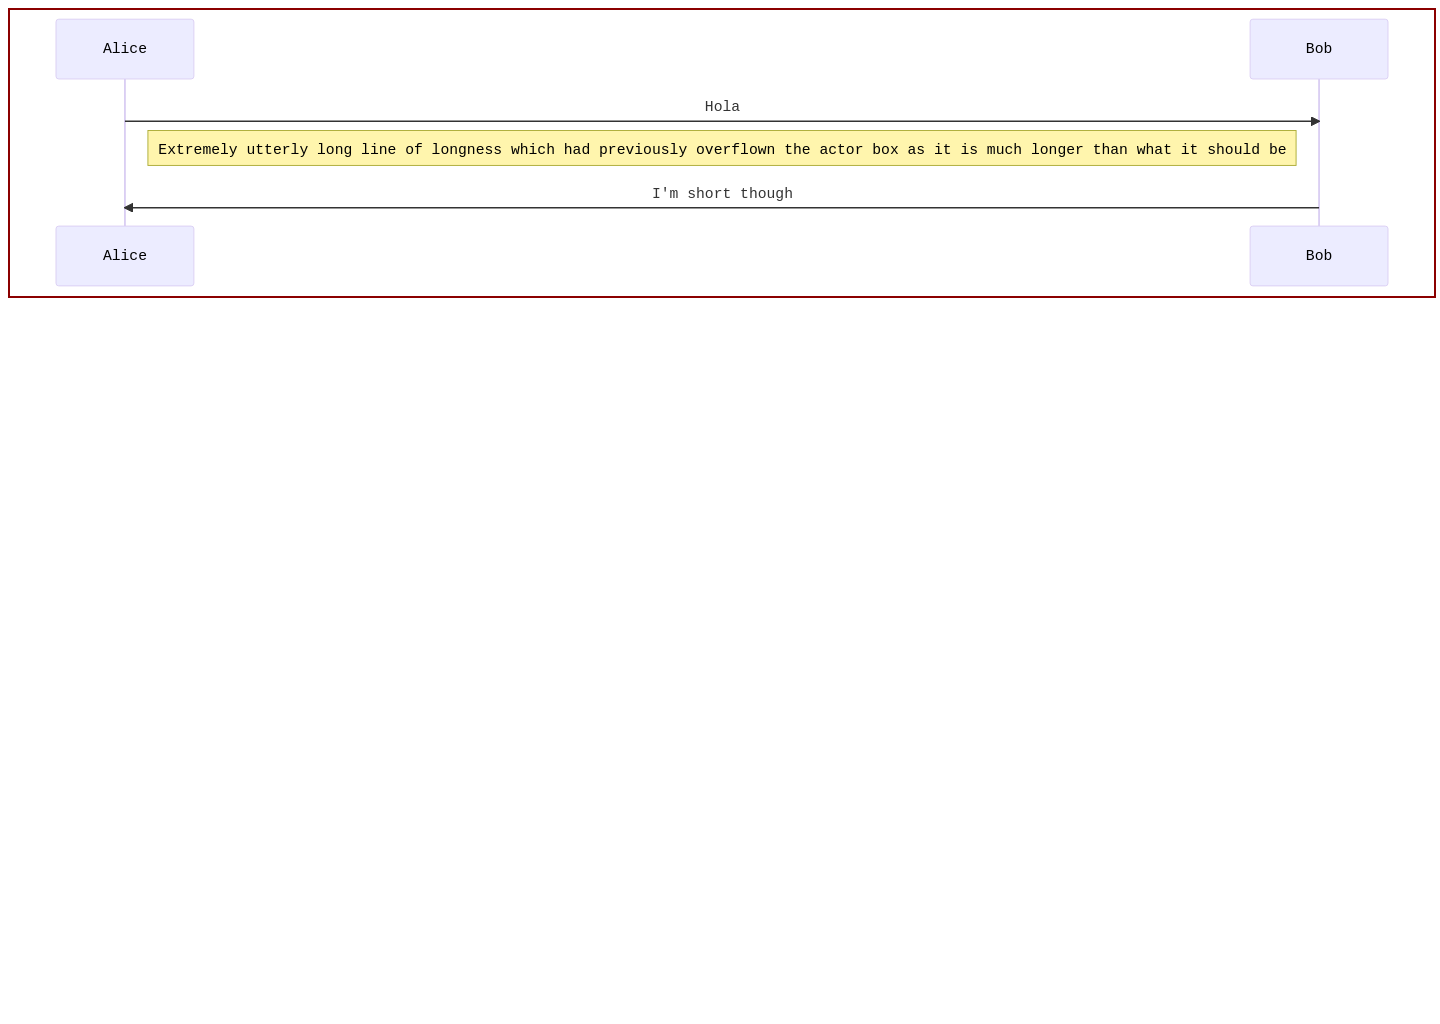 Alice
Bob
Hola
Extremely utterly long line of longness which had previously overflown the actor box as it is much longer than what it should be
I'm short though
Alice
Bob